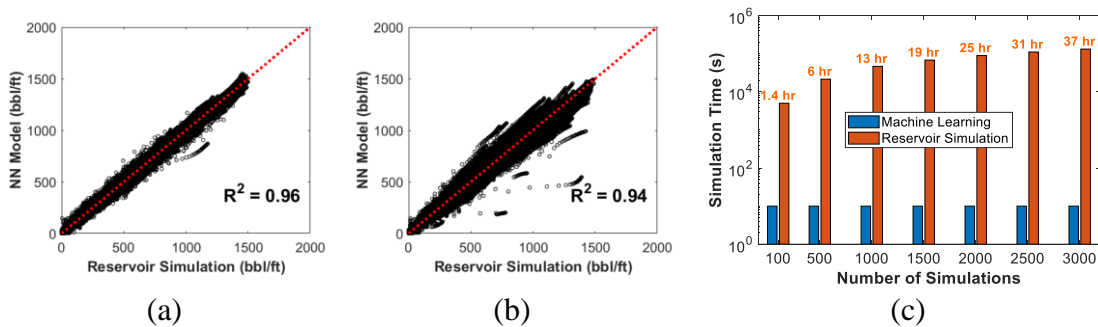 2000
1500
1000
500
0
NN Model (bbl/ft)
R² = 0.96
0 500 1000 1500 2000
Reservoir Simulation (bbl/ft)
(a)
2000
1500
1000
500
0
NN Model (bbl/ft)
R² = 0.94
0 500 1000 1500 2000
Reservoir Simulation (bbl/ft)
(b)
10⁶
10⁴
10²
10⁰
Simulation Time (s)
1.4 hr 6 hr 13 hr 19 hr 25 hr 31 hr 37 hr
Machine Learning
Reservoir Simulation
100 500 1000 1500 2000 2500 3000
Number of Simulations
(c)